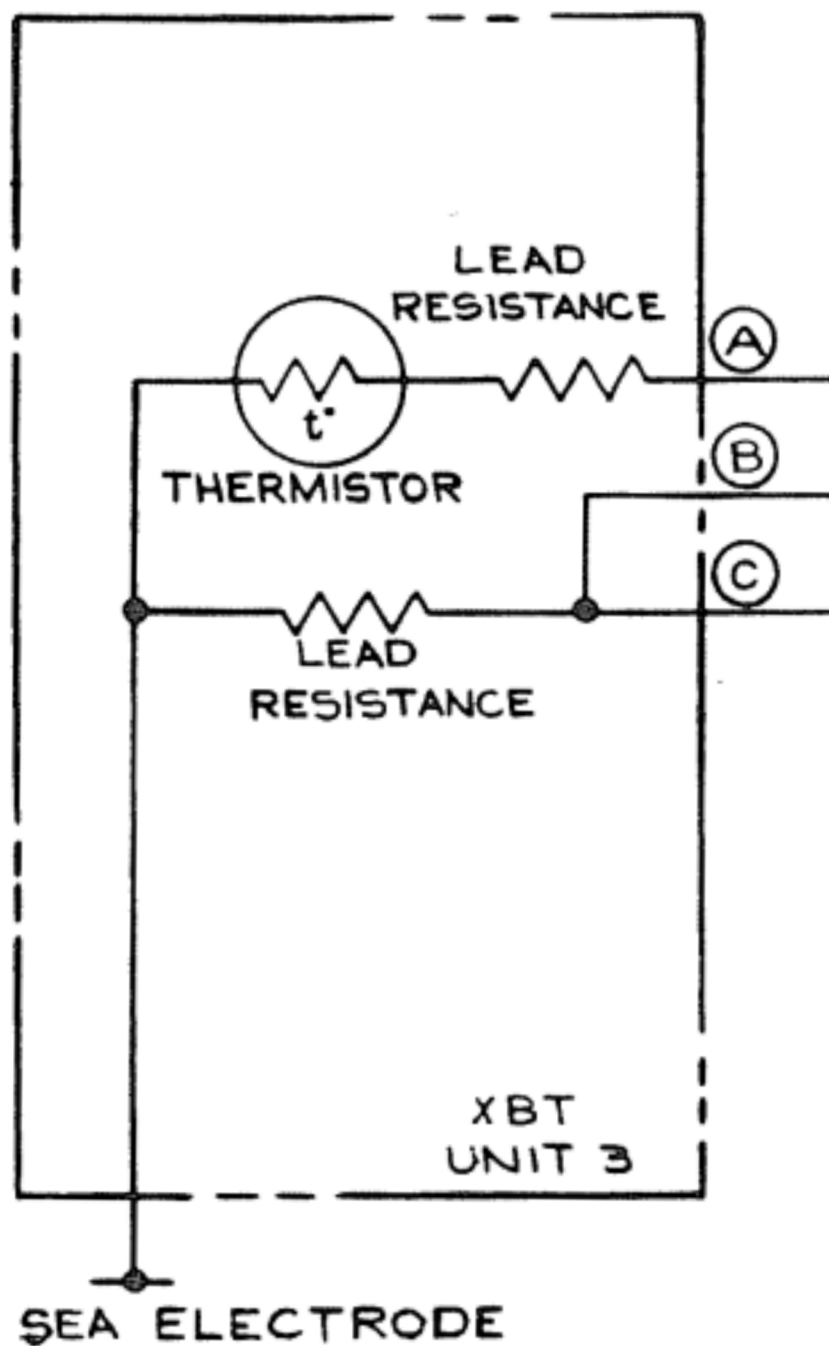 LEAD
RESISTANCE
A
t°
THERMISTOR
B
C
LEAD
RESISTANCE
XBT
UNIT 3
SEA ELECTRODE